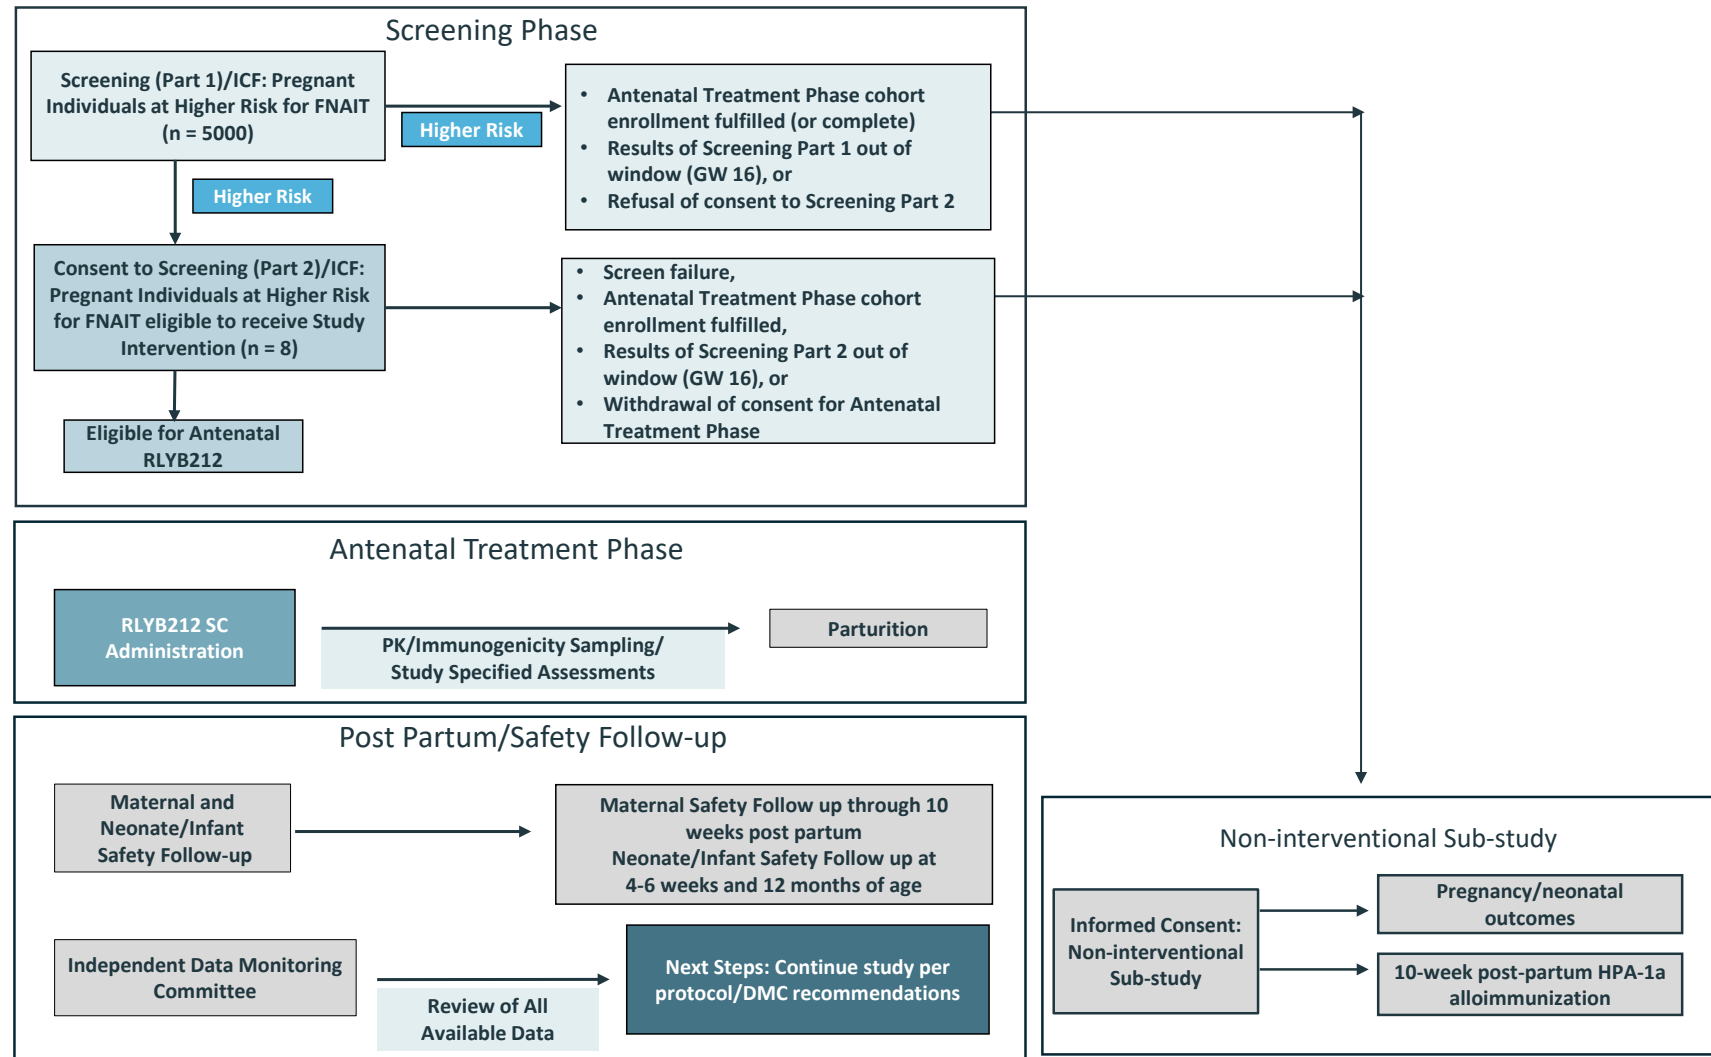 Screening Phase
Screening (Part 1)/ICF: Pregnant
Individuals at Higher Risk for FNAIT
(n = 5000)
Higher Risk
• Antenatal Treatment Phase cohort
enrollment fulfilled (or complete)
• Results of Screening Part 1 out of
window (GW 16), or
• Refusal of consent to Screening Part 2
Higher Risk
Consent to Screening (Part 2)/ICF:
Pregnant Individuals at Higher Risk
for FNAIT eligible to receive Study
Intervention (n = 8)
• Screen failure,
• Antenatal Treatment Phase cohort
enrollment fulfilled,
• Results of Screening Part 2 out of
window (GW 16), or
• Withdrawal of consent for Antenatal
Treatment Phase
Eligible for Antenatal
RLYB212
Antenatal Treatment Phase
RLYB212 SC
Administration
PK/Immunogenicity Sampling/
Study Specified Assessments
Parturition
Post Partum/Safety Follow-up
Maternal and
Neonate/Infant
Safety Follow-up
Maternal Safety Follow up through 10
weeks post partum
Neonate/Infant Safety Follow up at
4-6 weeks and 12 months of age
Independent Data Monitoring
Committee
Review of All
Available Data
Next Steps: Continue study per
protocol/DMC recommendations
Non-interventional Sub-study
Informed Consent:
Non-interventional
Sub-study
Pregnancy/neonatal
outcomes
10-week post-partum HPA-1a
alloimmunization